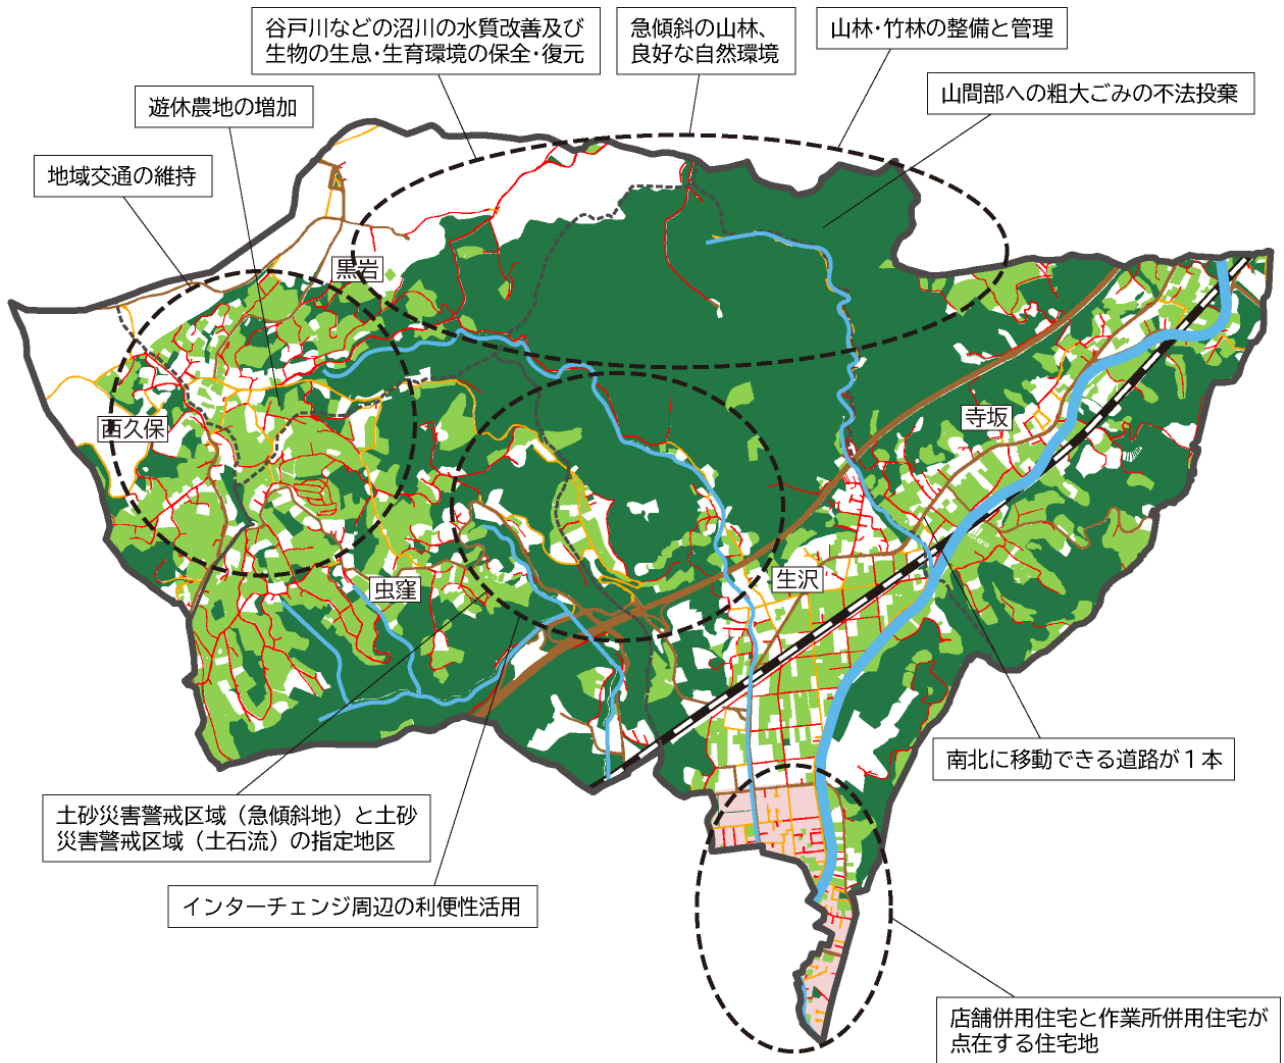 谷戸川などの沼川の水質改善及び
生物の生息・生育環境の保全・復元
急傾斜の山林、
良好な自然環境
山林・竹林の整備と管理
山間部への粗大ごみの不法投棄
遊休農地の増加
地域交通の維持
黒岩
西久保
寺坂
虫窪
生沢
南北に移動できる道路が１本
土砂災害警戒区域（急傾斜地）と土砂
災害警戒区域（土石流）の指定地区
インターチェンジ周辺の利便性活用
店舗併用住宅と作業所併用住宅が
点在する住宅地